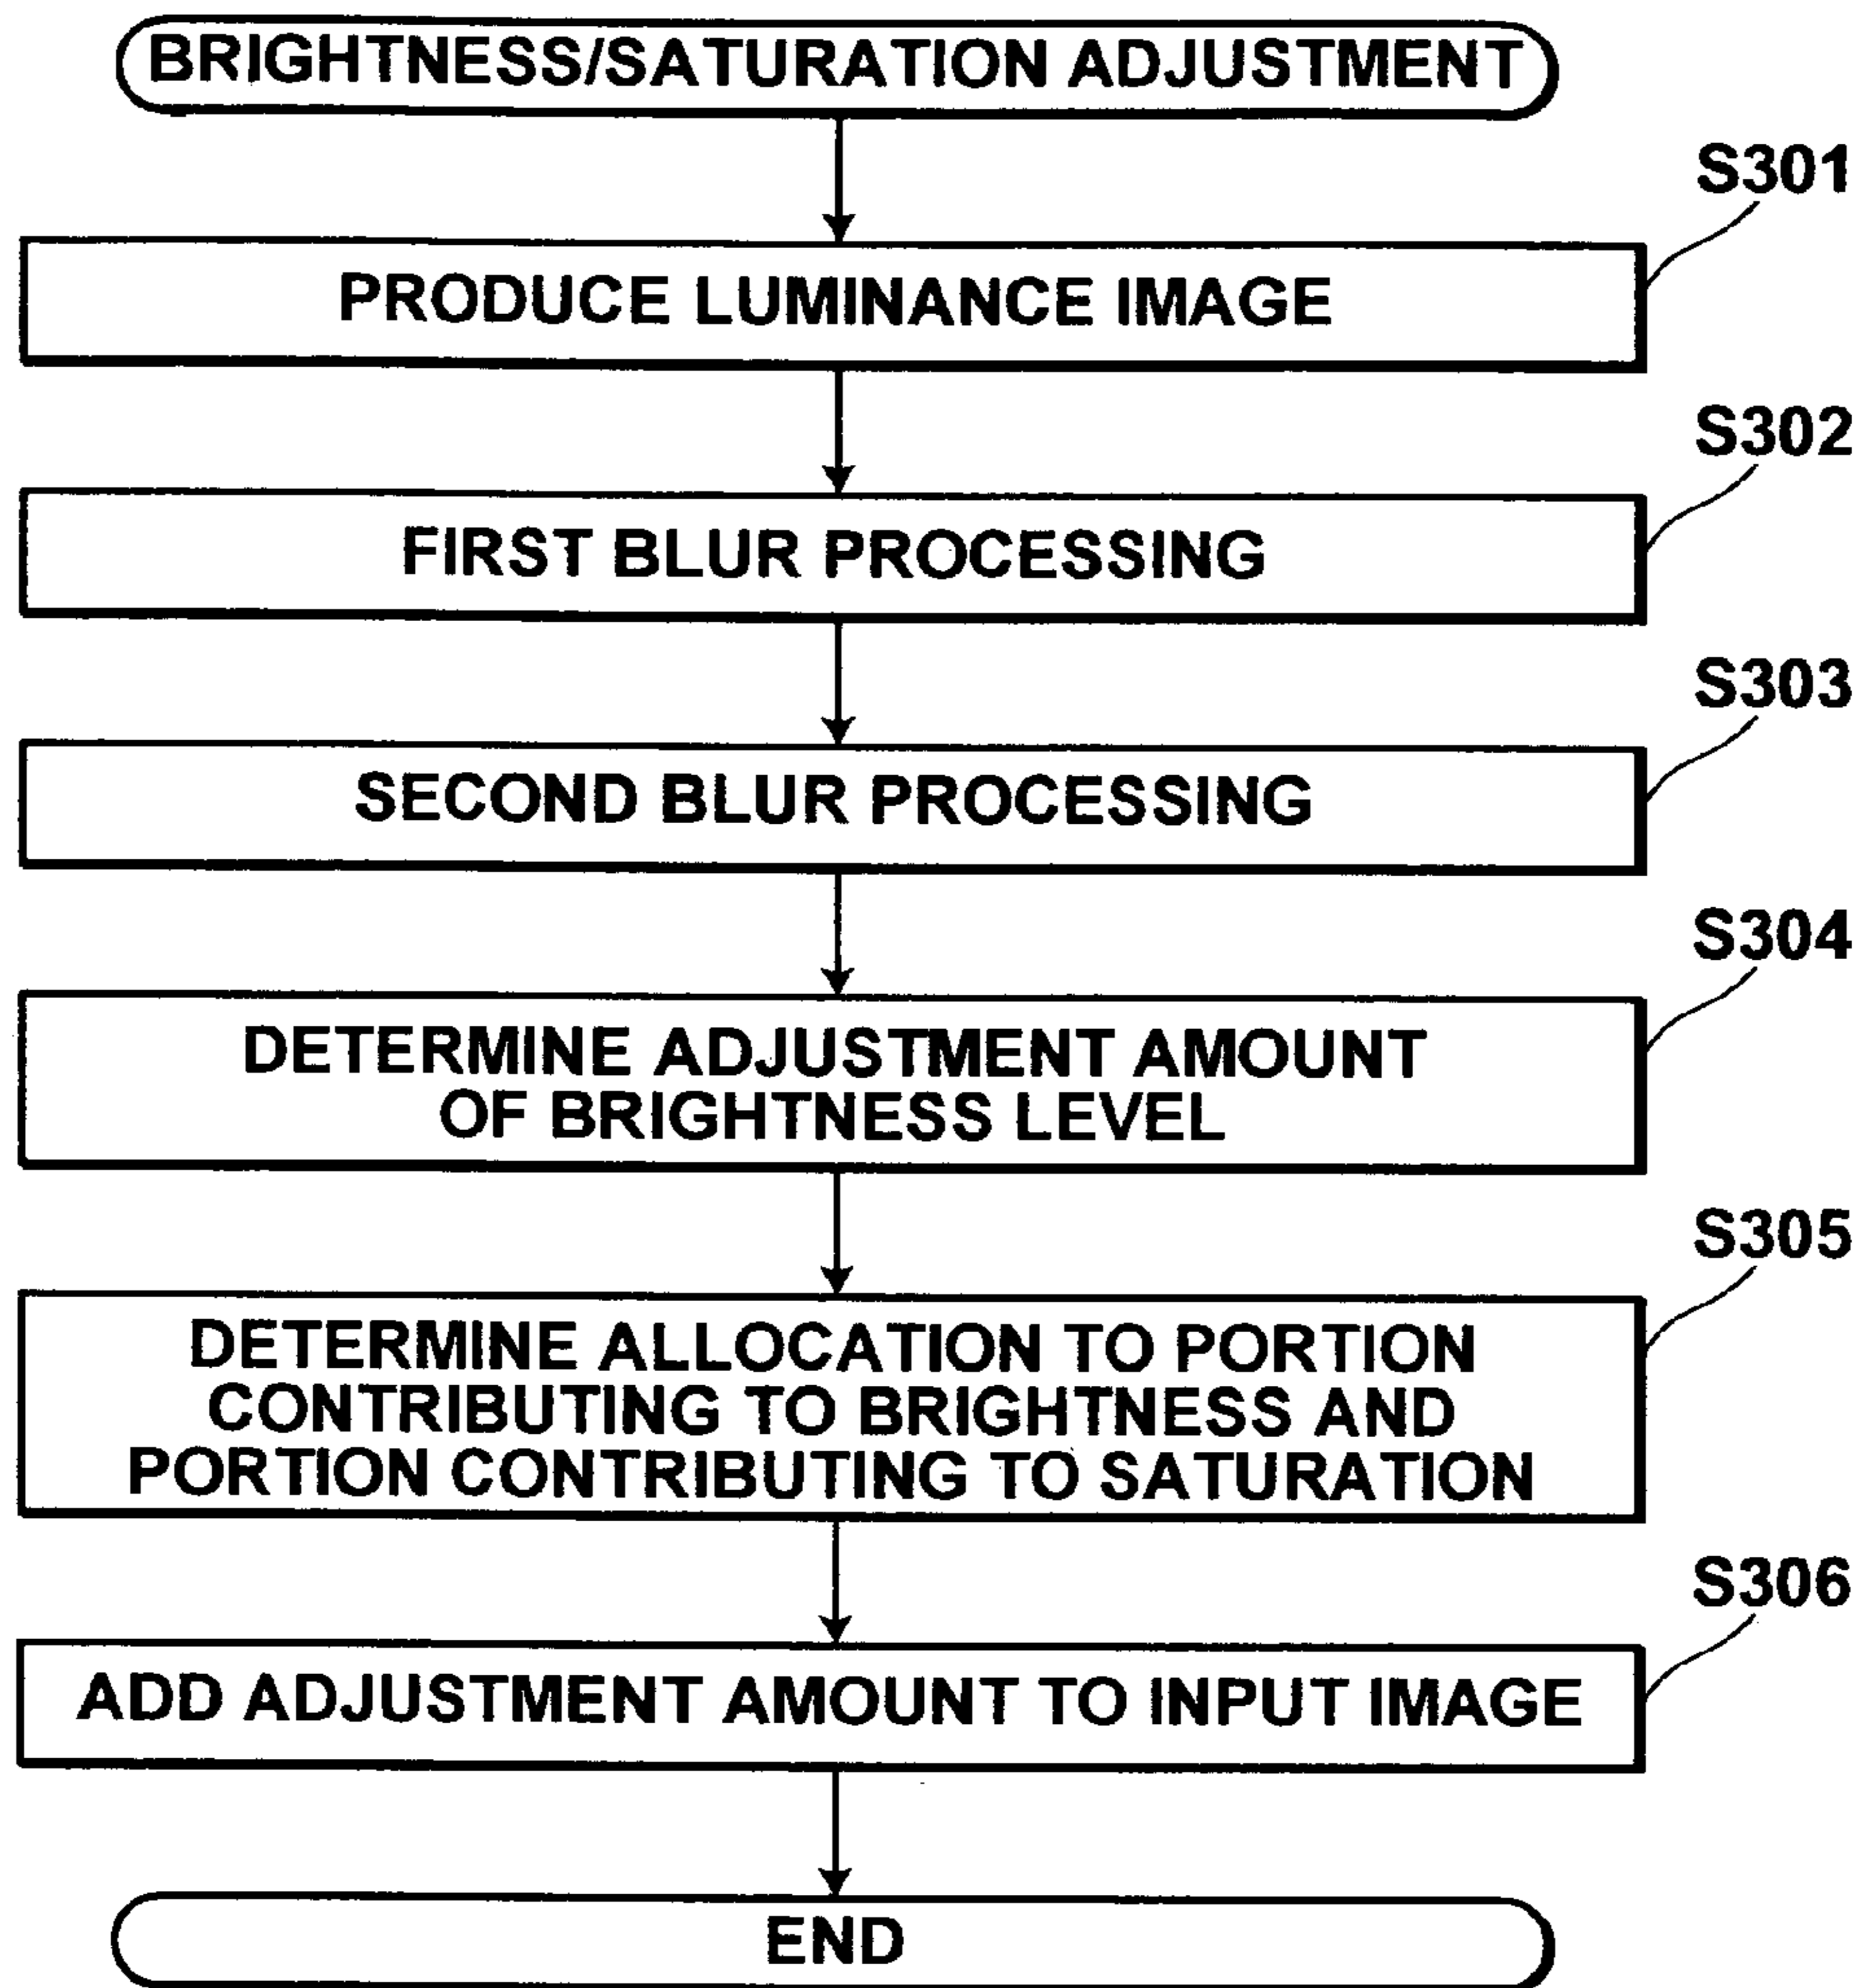 BRIGHTNESS/SATURATION ADJUSTMENT
S301
PRODUCE LUMINANCE IMAGE
S302
FIRST BLUR PROCESSING
S303
SECOND BLUR PROCESSING
S304
DETERMINE ADJUSTMENT AMOUNT
OF BRIGHTNESS LEVEL
S305
DETERMINE ALLOCATION TO PORTION
CONTRIBUTING TO BRIGHTNESS AND
PORTION CONTRIBUTING TO SATURATION
S306
ADD ADJUSTMENT AMOUNT TO INPUT IMAGE
END